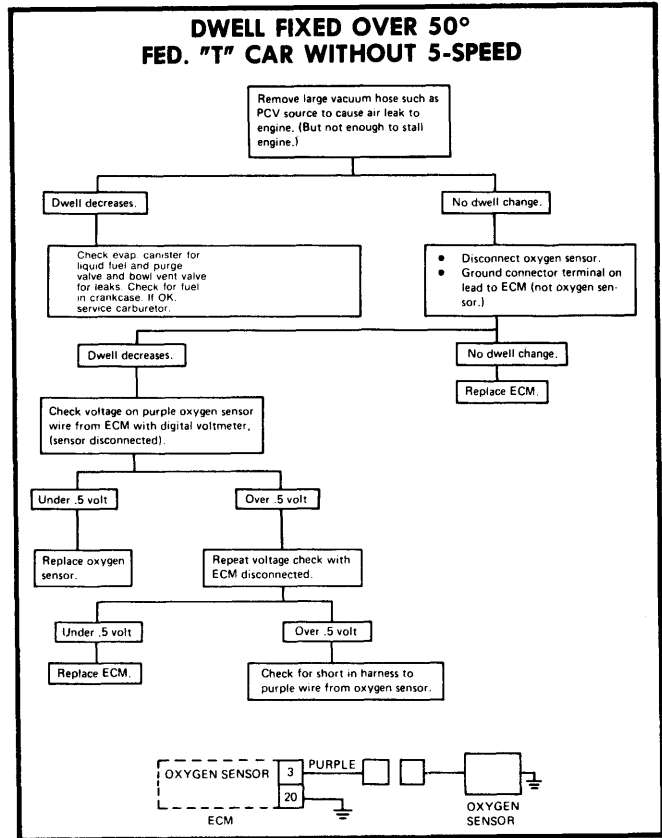 DWELL FIXED OVER 50°
FED. "T" CAR WITHOUT 5-SPEED
Remove large vacuum hose such as
PCV source to cause air leak to
engine. (But not enough to stall
engine.)
Dwell decreases.
No dwell change.
Check evap. canister for
liquid fuel and purge
valve and bowl vent valve
for leaks. Check for fuel
in crankcase. If OK.
service carburetor.
• Disconnect oxygen sensor.
• Ground connector terminal on
lead to ECM (not oxygen sen-
sor.)
Dwell decreases.
No dwell change.
Replace ECM.
Check voltage on purple oxygen sensor
wire from ECM with digital voltmeter,
(sensor disconnected).
Under .5 volt
Over .5 volt
Replace oxygen
sensor.
Repeat voltage check with
ECM disconnected.
Under .5 volt
Over .5 volt
Replace ECM.
Check for short in harness to
purple wire from oxygen sensor.
OXYGEN SENSOR
3
PURPLE
20
ECM
OXYGEN
SENSOR